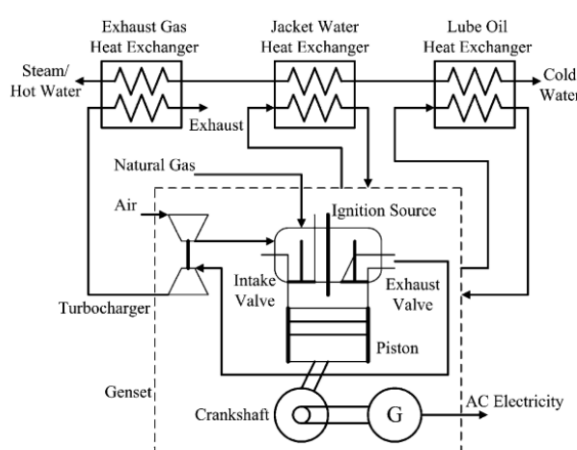 Exhaust Gas
Heat Exchanger
Jacket Water
Heat Exchanger
Lube Oil
Heat Exchanger
Steam/
Hot Water
Cold
Water
Exhaust
Natural Gas
Air
Ignition Source
Intake
Valve
Exhaust
Valve
Turbocharger
Piston
Genset
Crankshaft
G
AC Electricity